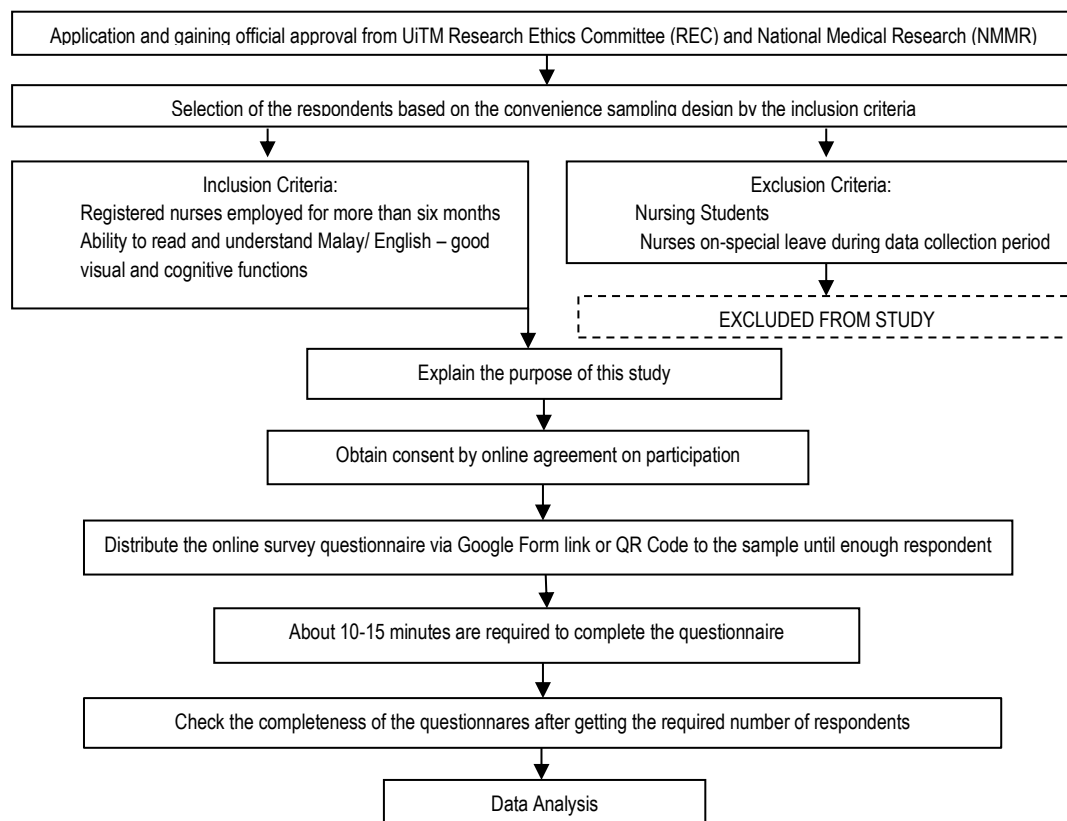 Application and gaining official approval from UiTM Research Ethics Committee (REC) and National Medical Research (NMMR)
Selection of the respondents based on the convenience sampling design by the inclusion criteria
Inclusion Criteria:
Registered nurses employed for more than six months
Ability to read and understand Malay/ English – good
visual and cognitive functions
Exclusion Criteria:
Nursing Students
Nurses on-special leave during data collection period
EXCLUDED FROM STUDY
Explain the purpose of this study
Obtain consent by online agreement on participation
Distribute the online survey questionnaire via Google Form link or QR Code to the sample until enough respondent
About 10-15 minutes are required to complete the questionnaire
Check the completeness of the questionnares after getting the required number of respondents
Data Analysis